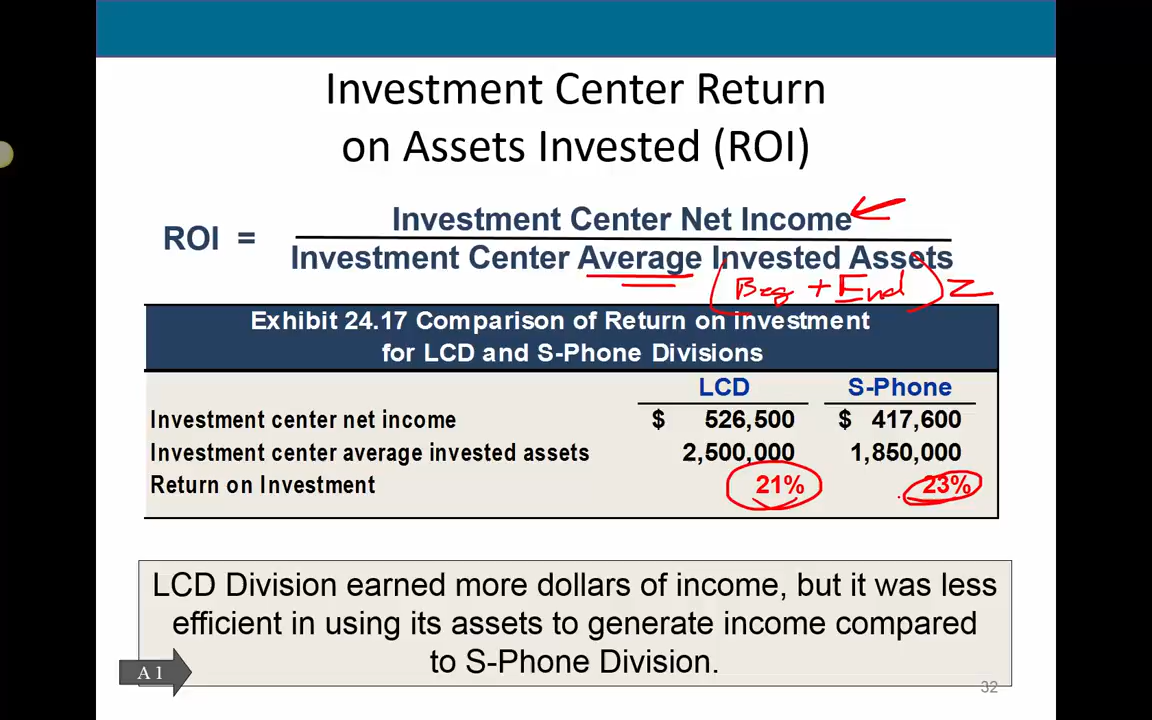 Investment Center Return
on Assets Invested (ROI)
ROI = Investment Center Net Income
Investment Center Average Invested Assets
(Beg + End) 2
Exhibit 24.17 Comparison of Return on Investment
for LCD and S-Phone Divisions
LCD S-Phone
Investment center net income $ 526,500 $ 417,600
Investment center average invested assets 2,500,000 1,850,000
Return on Investment 21% 23%
LCD Division earned more dollars of income, but it was less
efficient in using its assets to generate income compared
to S-Phone Division.
A 1
32